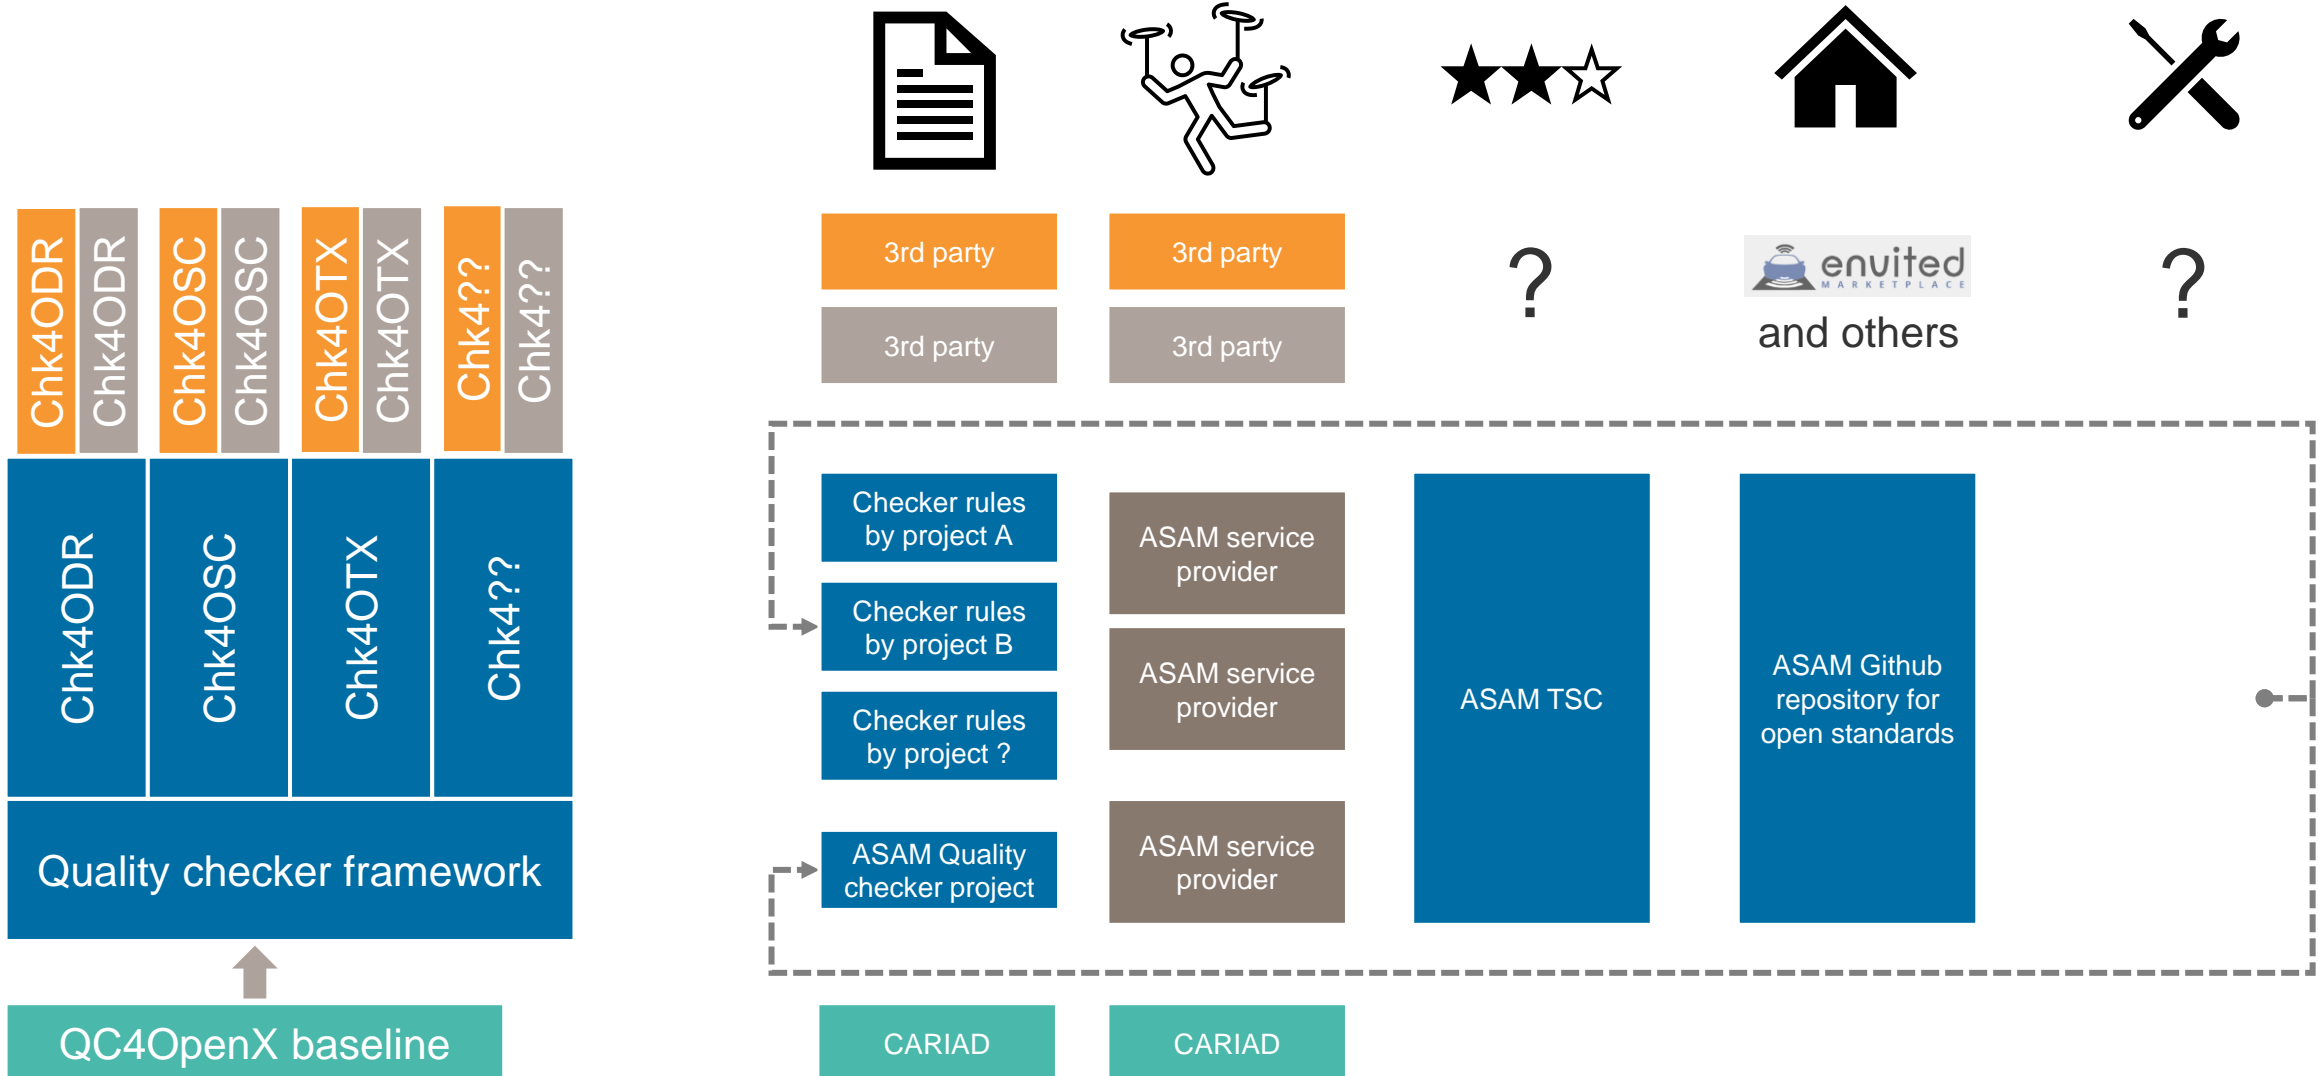 Chk4ODR
Chk4ODR
Chk4OSC
Chk4OSC
Chk4OTX
Chk4OTX
Chk4??
Chk4??
Chk4ODR
Chk4OSC
Chk4OTX
Chk4??
Quality checker framework
QC4OpenX baseline
3rd party
3rd party
?
envited
MARKETPLACE
and others
?
3rd party
3rd party
Checker rules
by project A
Checker rules
by project B
Checker rules
by project ?
ASAM Quality
checker project
ASAM service
provider
ASAM service
provider
ASAM service
provider
ASAM TSC
ASAM Github
repository for
open standards
CARIAD
CARIAD